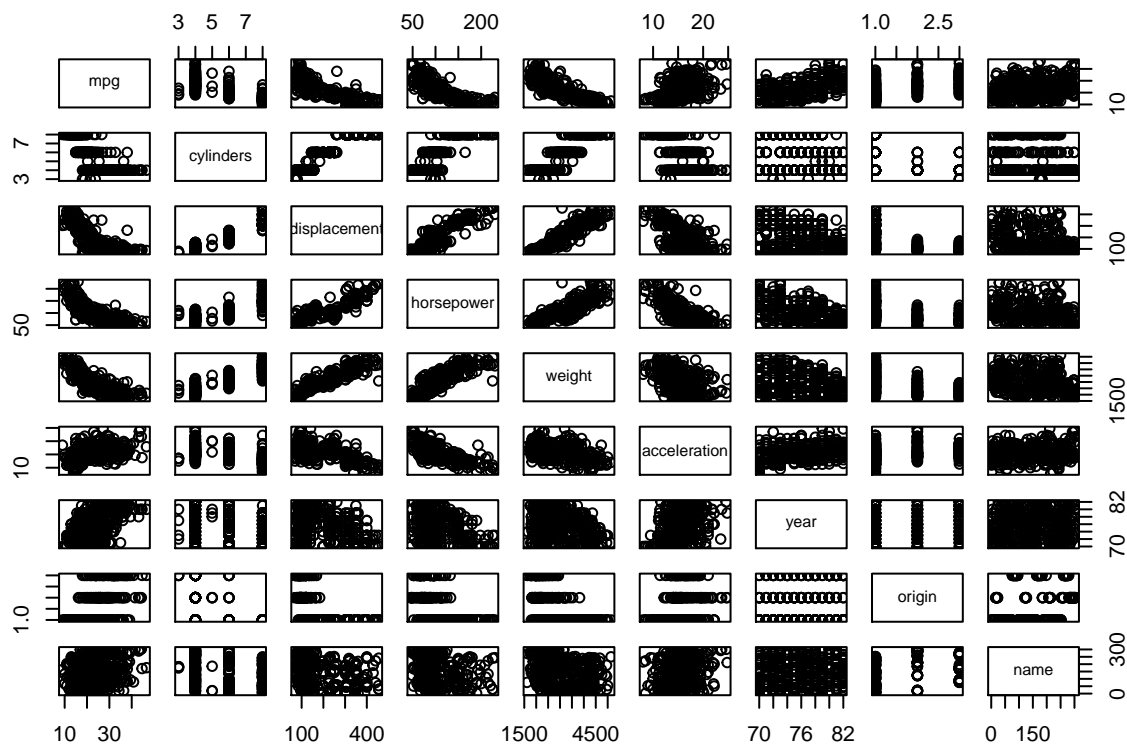 3 5 7 50 200 10 20 1.0 2.5
mpg 10
7 3 cylinders
displacement 100
50 horsepower
weight 1500
10 acceleration
year 70 82
1.0 origin
name 0 300
10 30 100 400 1500 4500 70 76 82 0 150